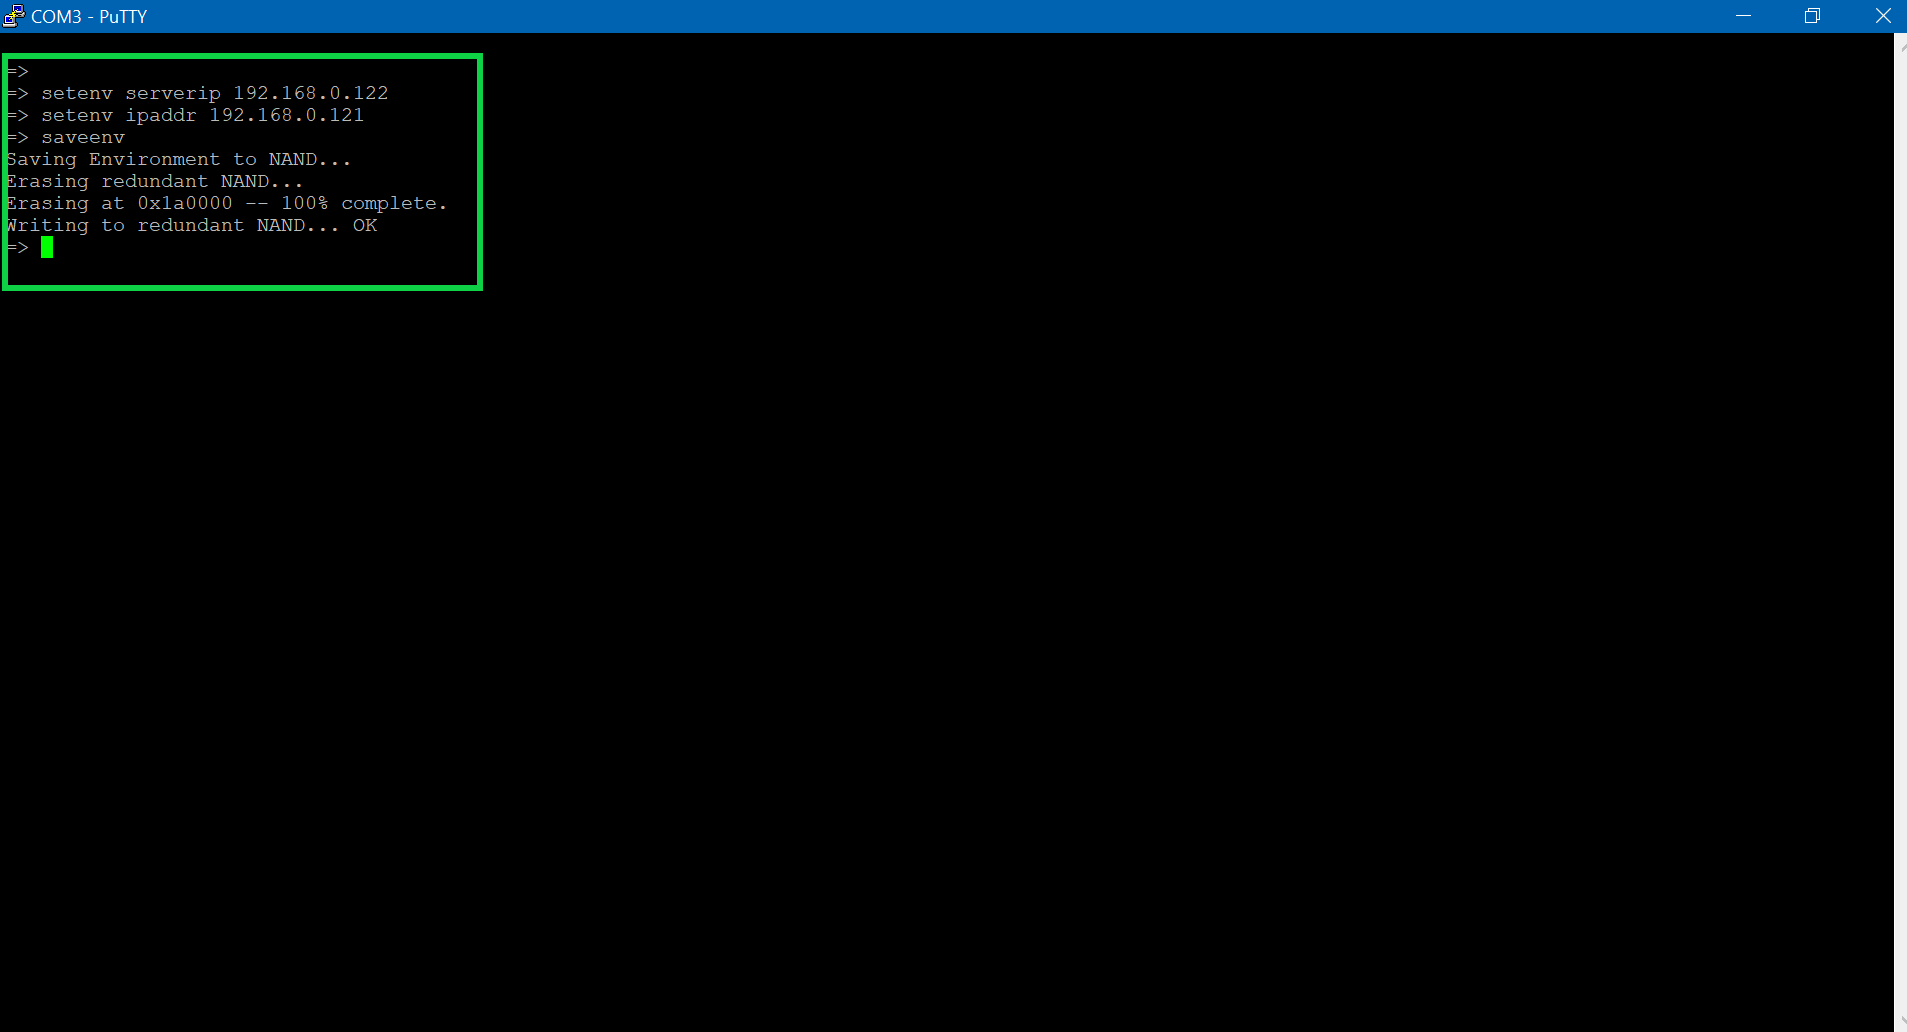 COM3 - PuTTY
=>
=> setenv serverip 192.168.0.122
=> setenv ipaddr 192.168.0.121
=> saveenv
Saving Environment to NAND...
Erasing redundant NAND...
Erasing at 0x1a0000 -- 100% complete.
Writing to redundant NAND... OK
=>